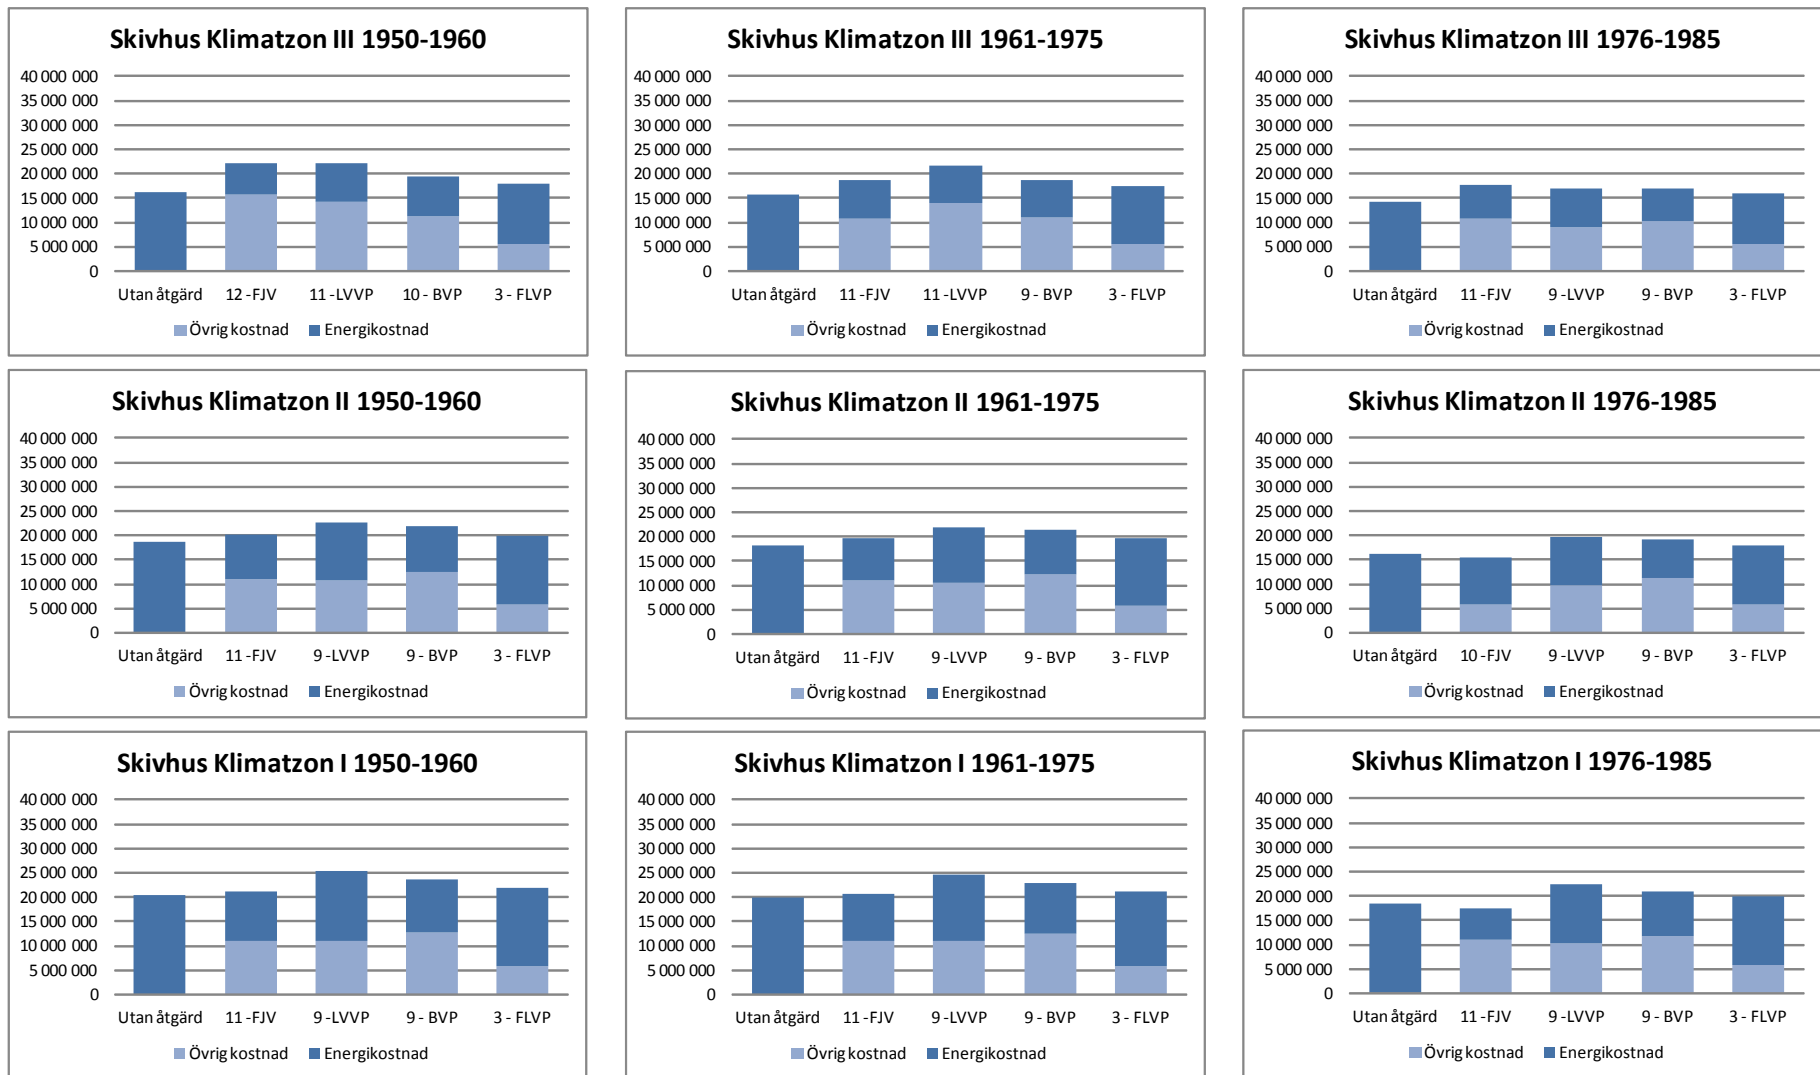 Skivhus Klimatzon III 1950-1960
40 000 000
35 000 000
30 000 000
25 000 000
20 000 000
15 000 000
10 000 000
5 000 000
0
Utan åtgärd 12 -FJV 11 -LVVP 10 - BVP 3 - FLVP
Övrig kostnad Energikostnad
Skivhus Klimatzon III 1961-1975
40 000 000
35 000 000
30 000 000
25 000 000
20 000 000
15 000 000
10 000 000
5 000 000
0
Utan åtgärd 11 -FJV 11 -LVVP 9 - BVP 3 - FLVP
Övrig kostnad Energikostnad
Skivhus Klimatzon III 1976-1985
40 000 000
35 000 000
30 000 000
25 000 000
20 000 000
15 000 000
10 000 000
5 000 000
0
Utan åtgärd 11 -FJV 9 -LVVP 9 - BVP 3 - FLVP
Övrig kostnad Energikostnad
Skivhus Klimatzon II 1950-1960
40 000 000
35 000 000
30 000 000
25 000 000
20 000 000
15 000 000
10 000 000
5 000 000
0
Utan åtgärd 11 -FJV 9 -LVVP 9 - BVP 3 - FLVP
Övrig kostnad Energikostnad
Skivhus Klimatzon II 1961-1975
40 000 000
35 000 000
30 000 000
25 000 000
20 000 000
15 000 000
10 000 000
5 000 000
0
Utan åtgärd 11 -FJV 9 -LVVP 9 - BVP 3 - FLVP
Övrig kostnad Energikostnad
Skivhus Klimatzon II 1976-1985
40 000 000
35 000 000
30 000 000
25 000 000
20 000 000
15 000 000
10 000 000
5 000 000
0
Utan åtgärd 10 -FJV 9 -LVVP 9 - BVP 3 - FLVP
Övrig kostnad Energikostnad
Skivhus Klimatzon I 1950-1960
40 000 000
35 000 000
30 000 000
25 000 000
20 000 000
15 000 000
10 000 000
5 000 000
0
Utan åtgärd 11 -FJV 9 -LVVP 9 - BVP 3 - FLVP
Övrig kostnad Energikostnad
Skivhus Klimatzon I 1961-1975
40 000 000
35 000 000
30 000 000
25 000 000
20 000 000
15 000 000
10 000 000
5 000 000
0
Utan åtgärd 11 -FJV 9 -LVVP 9 - BVP 3 - FLVP
Övrig kostnad Energikostnad
Skivhus Klimatzon I 1976-1985
40 000 000
35 000 000
30 000 000
25 000 000
20 000 000
15 000 000
10 000 000
5 000 000
0
Utan åtgärd 11 -FJV 9 -LVVP 9 - BVP 3 - FLVP
Övrig kostnad Energikostnad